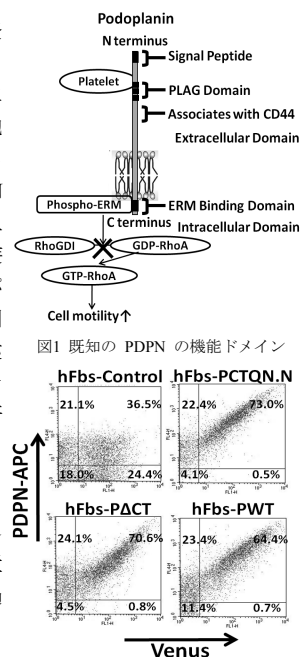 Podoplanin
N terminus
Signal Peptide
Platelet
PLAG Domain
Associates with CD44
Extracellular Domain
Phospho-ERM
ERM Binding Domain
C terminus
Intracellular Domain
RhoGDI
GDP-RhoA
GTP-RhoA
Cell motility↑
図1 既知の PDPN の機能ドメイン
hFbs-Control
hFbs-PCTQN.N
21.1%
36.5%
22.4%
73.0%
18.0%
24.4%
4.1%
0.5%
FL1-H
FL1-H
PDPN-APC
hFbs-PΔCT
hFbs-PWT
24.1%
70.6%
23.4%
64.4%
4.5%
0.8%
11.4%
0.7%
FL1-H
FL1-H
Venus